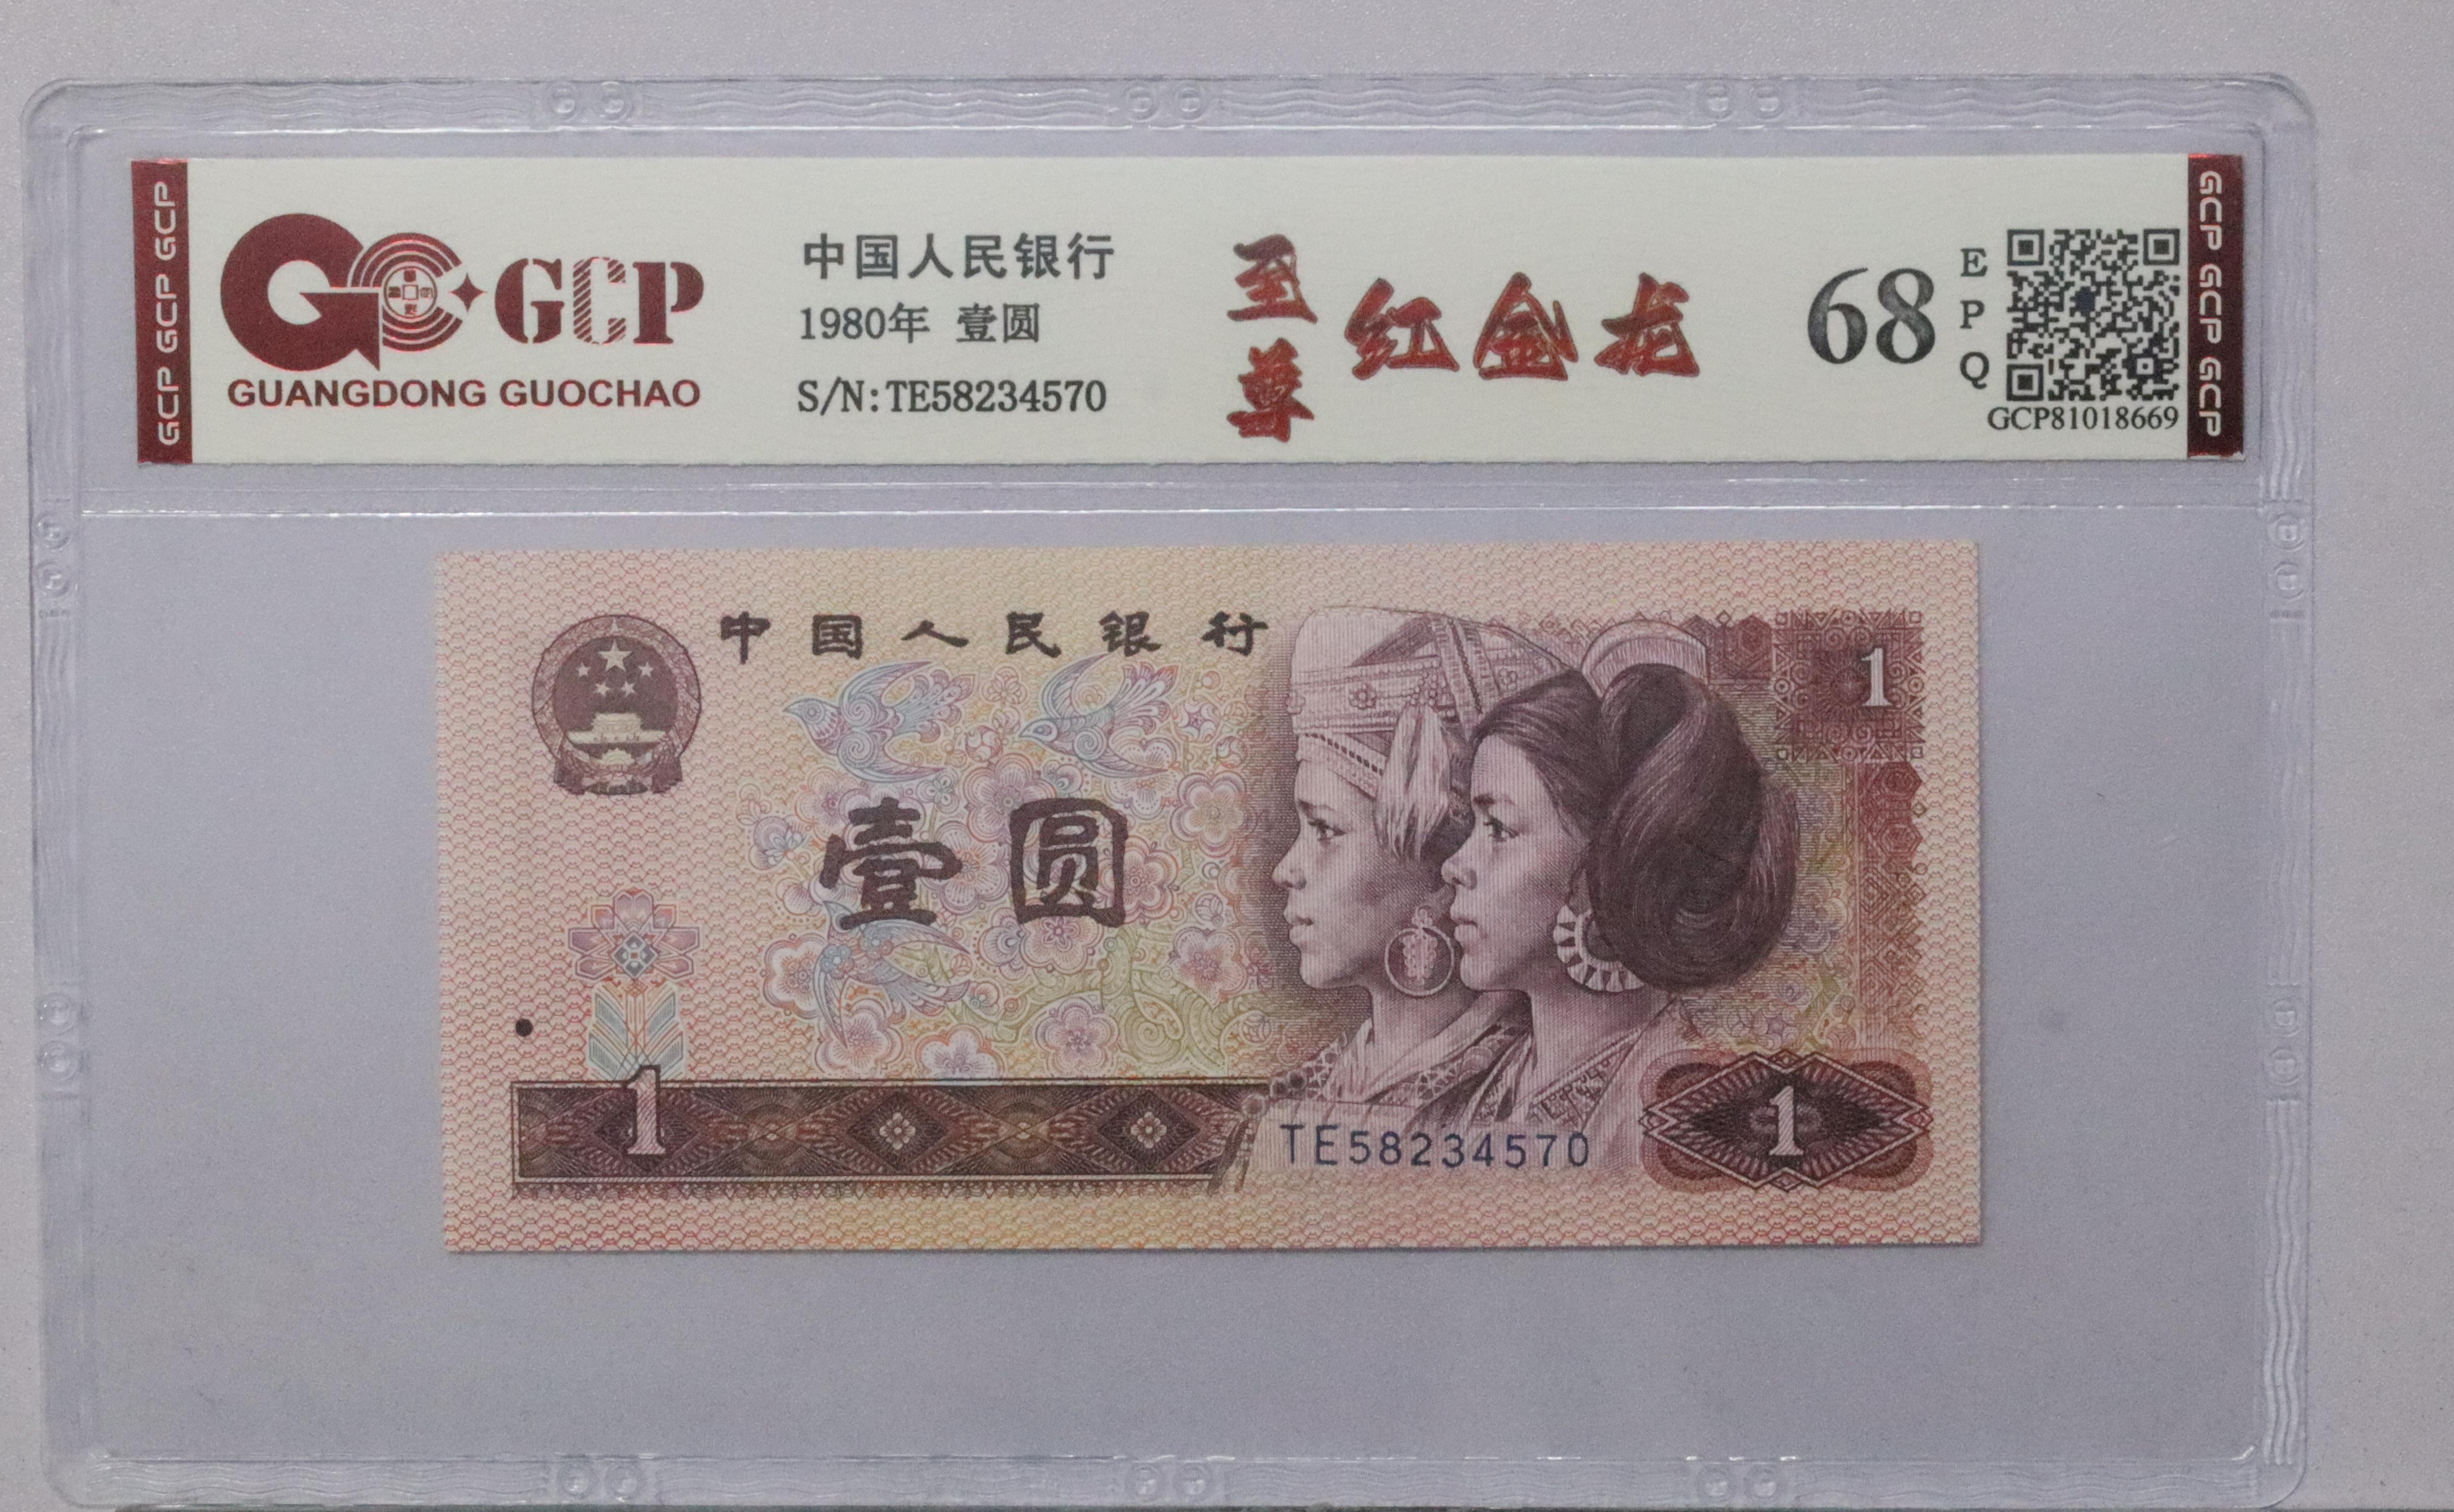 GCP GCP GCP
GCP
GUANGDONG GUOCHAO
中国人民银行
1980年 壹圆
S/N:TE58234570
至尊
红金龙
68
EPQ
GCP81018669
GCP GCP GCP
中国人民银行
1
壹圆
1
TE58234570
1